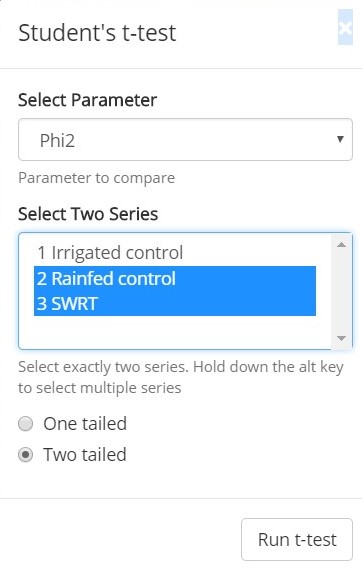 Student's t-test
×
Select Parameter
Phi2
Parameter to compare
Select Two Series
1 Irrigated control
2 Rainfed control
3 SWRT
Select exactly two series. Hold down the alt key
to select multiple series
One tailed
Two tailed
Run t-test